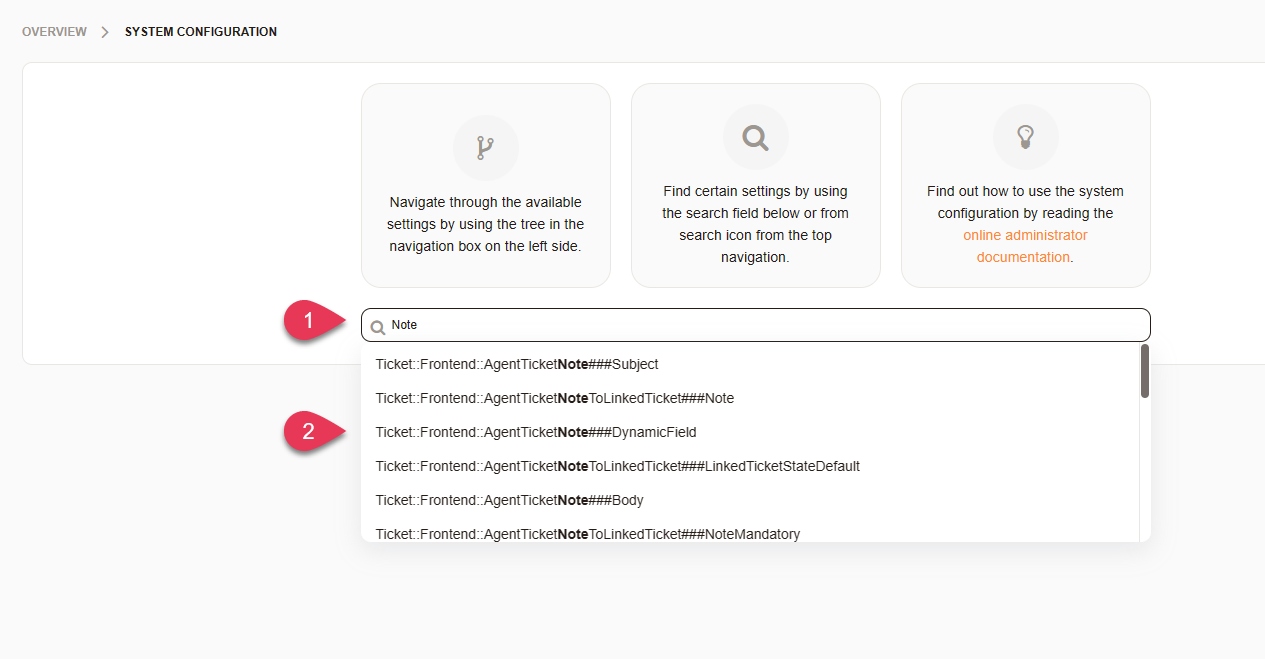 OVERVIEW > SYSTEM CONFIGURATION
Navigate through the available
settings by using the tree in the
navigation box on the left side.
Find certain settings by using
the search field below or from
search icon from the top
navigation.
Find out how to use the system
configuration by reading the
online administrator
documentation.
1
Note
Ticket::Frontend::AgentTicketNote###Subject
Ticket::Frontend::AgentTicketNoteToLinkedTicket###Note
2
Ticket::Frontend::AgentTicketNote###DynamicField
Ticket::Frontend::AgentTicketNoteToLinkedTicket###LinkedTicketStateDefault
Ticket::Frontend::AgentTicketNote###Body
Ticket::Frontend::AgentTicketNoteToLinkedTicket###NoteMandatory